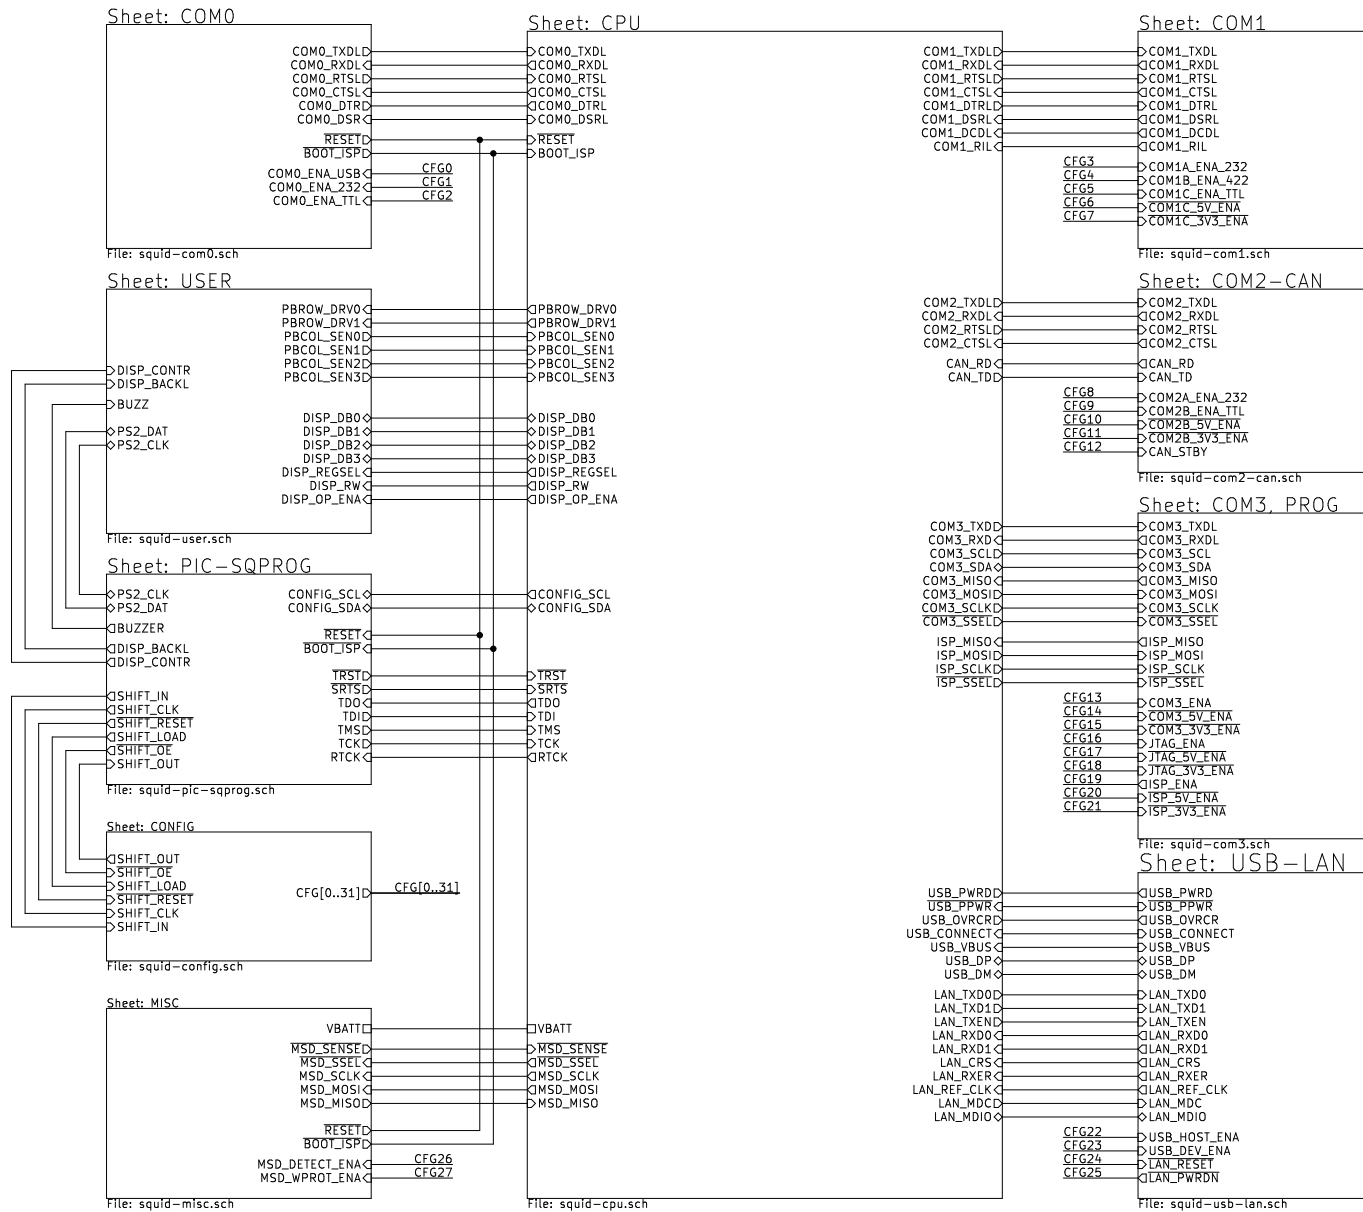 Sheet: COM0
COM0_TXDL
COM0_RXDL
COM0_RTSL
COM0_CTSL
COM0_DTR
COM0_DSR
RESET
BOOT_ISP
COM0_ENA_USB
COM0_ENA_232
COM0_ENA_TTL
CFG0
CFG1
CFG2
File: squid-com0.sch
Sheet: USER
PBROW_DRV0
PBROW_DRV1
PBCOL_SEN0
PBCOL_SEN1
PBCOL_SEN2
PBCOL_SEN3
DISP_CONTR
DISP_BACKL
BUZZ
PS2_DAT
PS2_CLK
DISP_DB0
DISP_DB1
DISP_DB2
DISP_DB3
DISP_REGSEL
DISP_RW
DISP_OP_ENA
File: squid-user.sch
Sheet: PIC-SQPROG
PS2_CLK
PS2_DAT
BUZZER
DISP_BACKL
DISP_CONTR
SHIFT_IN
SHIFT_CLK
SHIFT_RESET
SHIFT_LOAD
SHIFT_OE
SHIFT_OUT
CONFIG_SCL
CONFIG_SDA
RESET
BOOT_ISP
TRST
SRTS
TDO
TDI
TMS
TCK
RTCK
File: squid-pic-sqprog.sch
Sheet: CONFIG
SHIFT_OUT
SHIFT_OE
SHIFT_LOAD
SHIFT_RESET
SHIFT_CLK
SHIFT_IN
CFG[0..31]
CFG[0..31]
File: squid-config.sch
Sheet: MISC
VBATT
MSD_SENSE
MSD_SSEL
MSD_SCLK
MSD_MOSI
MSD_MISO
RESET
BOOT_ISP
MSD_DETECT_ENA
MSD_WPROT_ENA
CFG26
CFG27
File: squid-misc.sch
Sheet: CPU
COM0_TXDL
COM0_RXDL
COM0_RTSL
COM0_CTSL
COM0_DTRL
COM0_DSRL
RESET
BOOT_ISP
PBROW_DRV0
PBROW_DRV1
PBCOL_SEN0
PBCOL_SEN1
PBCOL_SEN2
PBCOL_SEN3
DISP_DB0
DISP_DB1
DISP_DB2
DISP_DB3
DISP_REGSEL
DISP_RW
DISP_OP_ENA
CONFIG_SCL
CONFIG_SDA
TRST
SRTS
TDO
TDI
TMS
TCK
RTCK
VBATT
MSD_SENSE
MSD_SSEL
MSD_SCLK
MSD_MOSI
MSD_MISO
COM1_TXDL
COM1_RXDL
COM1_RTSL
COM1_CTSL
COM1_DTRL
COM1_DSRL
COM1_DCDL
COM1_RIL
COM2_TXDL
COM2_RXDL
COM2_RTSL
COM2_CTSL
CAN_RD
CAN_TD
COM3_TXD
COM3_RXD
COM3_SCL
COM3_SDA
COM3_MISO
COM3_MOSI
COM3_SCLK
COM3_SSEL
ISP_MISO
ISP_MOSI
ISP_SCLK
ISP_SSEL
USB_PWRD
USB_PPWR
USB_OVRCR
USB_CONNECT
USB_VBUS
USB_DP
USB_DM
LAN_TXD0
LAN_TXD1
LAN_TXEN
LAN_RXD0
LAN_RXD1
LAN_CRS
LAN_RXER
LAN_REF_CLK
LAN_MDC
LAN_MDIO
File: squid-cpu.sch
Sheet: COM1
COM1_TXDL
COM1_RXDL
COM1_RTSL
COM1_CTSL
COM1_DTRL
COM1_DSRL
COM1_DCDL
COM1_RIL
CFG3
CFG4
CFG5
CFG6
CFG7
COM1A_ENA_232
COM1B_ENA_422
COM1C_ENA_TTL
COM1C_5V_ENA
COM1C_3V3_ENA
File: squid-com1.sch
Sheet: COM2-CAN
COM2_TXDL
COM2_RXDL
COM2_RTSL
COM2_CTSL
CAN_RD
CAN_TD
CFG8
CFG9
CFG10
CFG11
CFG12
COM2A_ENA_232
COM2B_ENA_TTL
COM2B_5V_ENA
COM2B_3V3_ENA
CAN_STBY
File: squid-com2-can.sch
Sheet: COM3, PROG
COM3_TXDL
COM3_RXDL
COM3_SCL
COM3_SDA
COM3_MISO
COM3_MOSI
COM3_SCLK
COM3_SSEL
ISP_MISO
ISP_MOSI
ISP_SCLK
ISP_SSEL
CFG13
CFG14
CFG15
CFG16
CFG17
CFG18
CFG19
CFG20
CFG21
COM3_ENA
COM3_5V_ENA
COM3_3V3_ENA
JTAG_ENA
JTAG_5V_ENA
JTAG_3V3_ENA
ISP_ENA
ISP_5V_ENA
ISP_3V3_ENA
File: squid-com3.sch
Sheet: USB-LAN
USB_PWRD
USB_PPWR
USB_OVRCR
USB_CONNECT
USB_VBUS
USB_DP
USB_DM
LAN_TXD0
LAN_TXD1
LAN_TXEN
LAN_RXD0
LAN_RXD1
LAN_CRS
LAN_RXER
LAN_REF_CLK
LAN_MDC
LAN_MDIO
CFG22
CFG23
CFG24
CFG25
USB_HOST_ENA
USB_DEV_ENA
LAN_RESET
LAN_PWRDN
File: squid-usb-lan.sch